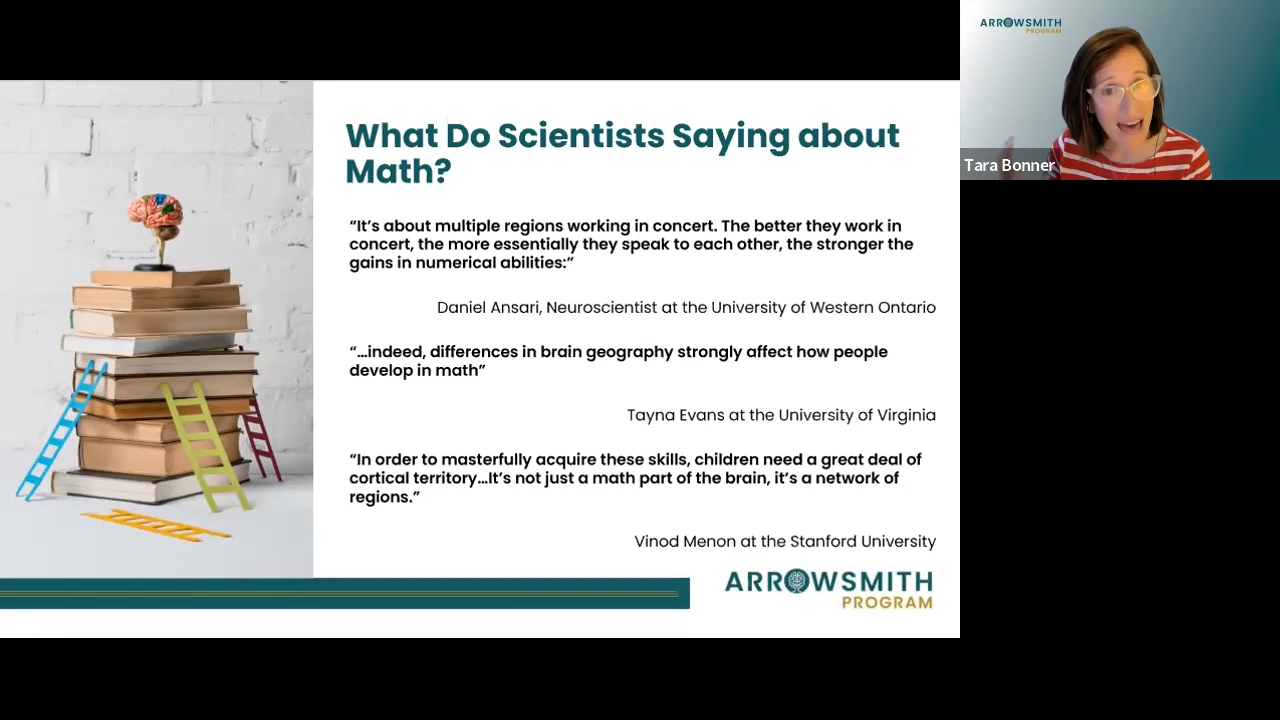 What Do Scientists Saying about
Math?
“It’s about multiple regions working in concert. The better they work in
concert, the more essentially they speak to each other, the stronger the
gains in numerical abilities:”
Daniel Ansari, Neuroscientist at the University of Western Ontario
“…indeed, differences in brain geography strongly affect how people
develop in math”
Tayna Evans at the University of Virginia
“In order to masterfully acquire these skills, children need a great deal of
cortical territory…It’s not just a math part of the brain, it’s a network of
regions.”
Vinod Menon at the Stanford University
ARROWSMITH
PROGRAM
ARROWSMITH
PROGRAM
Tara Bonner